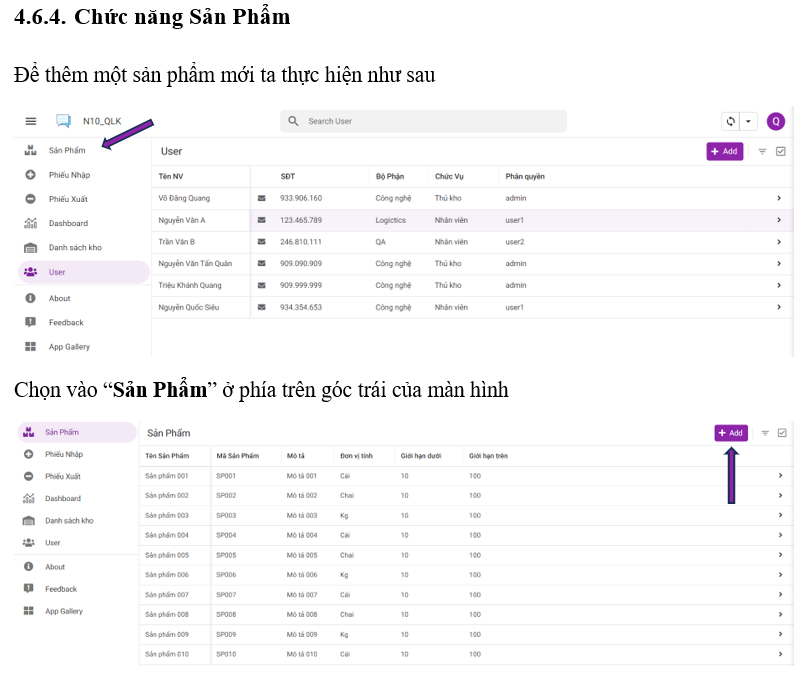 4.6.4. Chức năng Sản Phẩm
Để thêm một sản phẩm mới ta thực hiện như sau
N10_QLK
Search User
Q
Sản Phẩm
Phiếu Nhập
Phiếu Xuất
Dashboard
Danh sách kho
User
About
Feedback
App Gallery
User
Add
Tên NV SĐT Bộ Phận Chức Vụ Phân quyền
Võ Đăng Quang 933.906.160 Công nghệ Thủ kho admin
Nguyễn Văn A 123.465.789 Logictics Nhân viên user1
Trần Văn B 246.810.111 QA Nhân viên user2
Nguyễn Văn Tấn Quân 909.090.909 Công nghệ Thủ kho admin
Triệu Khánh Quang 909.999.999 Công nghệ Thủ kho admin
Nguyễn Quốc Siêu 934.354.653 Công nghệ Nhân viên user1
Chọn vào “Sản Phẩm” ở phía trên góc trái của màn hình
Sản Phẩm
Phiếu Nhập
Phiếu Xuất
Dashboard
Danh sách kho
User
About
Feedback
App Gallery
Sản Phẩm
Add
Tên Sản Phẩm Mã Sản Phẩm Mô tả Đơn vị tính Giới hạn dưới Giới hạn trên
Sản phẩm 001 SP001 Mô tả 001 Cái 10 100
Sản phẩm 002 SP002 Mô tả 002 Chai 10 100
Sản phẩm 003 SP003 Mô tả 003 Kg 10 100
Sản phẩm 004 SP004 Mô tả 004 Cái 10 100
Sản phẩm 005 SP005 Mô tả 005 Chai 10 100
Sản phẩm 006 SP006 Mô tả 006 Kg 10 100
Sản phẩm 007 SP007 Mô tả 007 Cái 10 100
Sản phẩm 008 SP008 Mô tả 008 Chai 10 100
Sản phẩm 009 SP009 Mô tả 009 Kg 10 100
Sản phẩm 010 SP010 Mô tả 010 Cái 10 100